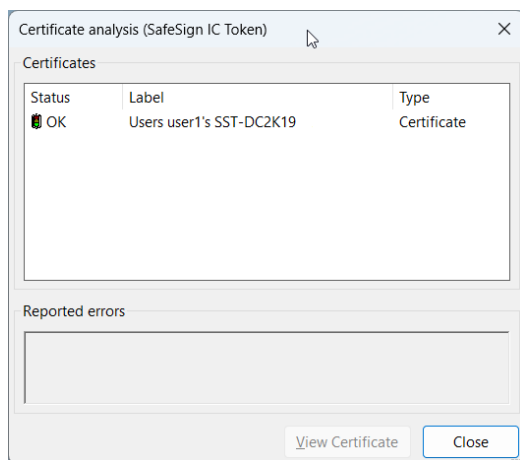 Certificate analysis (SafeSign IC Token)
Certificates
Status Label Type
OK Users user1's SST-DC2K19 Certificate
Reported errors
View Certificate Close